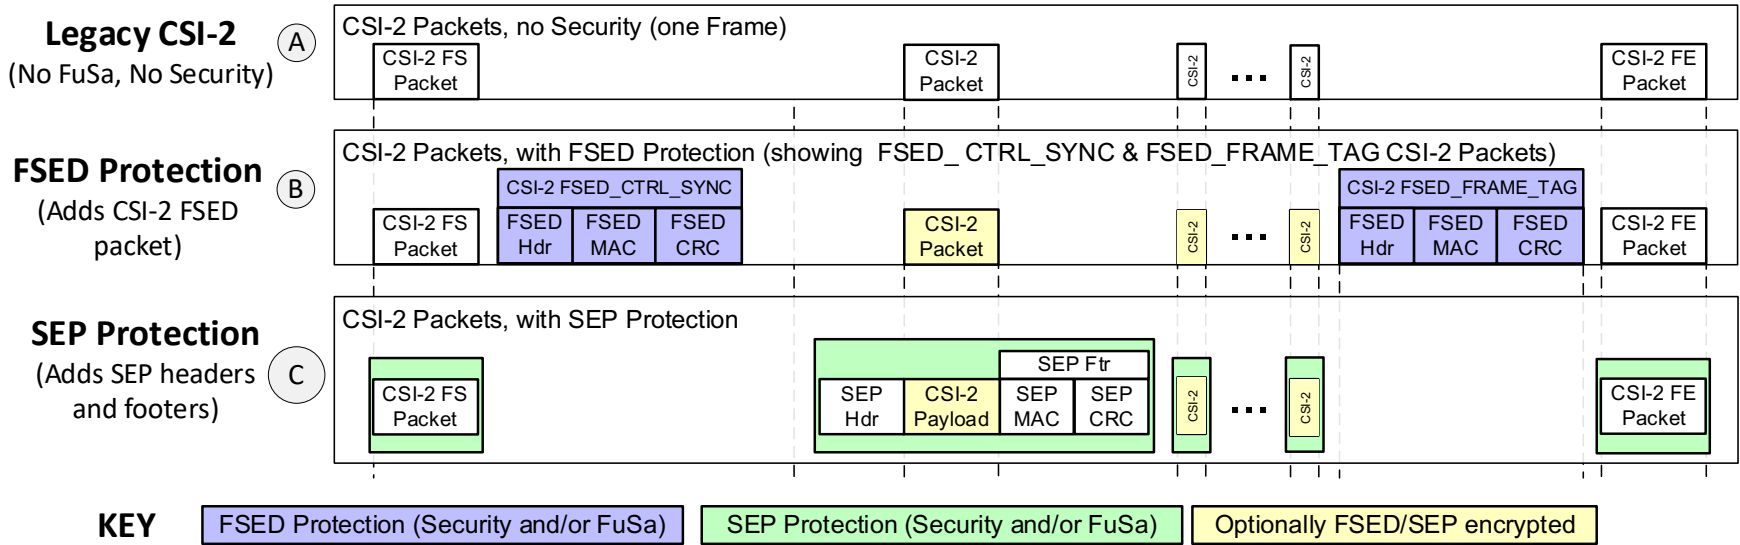 Legacy CSI-2
(No FuSa, No Security)
A
CSI-2 Packets, no Security (one Frame)
CSI-2 FS
Packet
CSI-2
Packet
CSI-2
...
CSI-2
CSI-2 FE
Packet
FSED Protection
(Adds CSI-2 FSED
packet)
B
CSI-2 Packets, with FSED Protection (showing FSED_ CTRL_SYNC & FSED_FRAME_TAG CSI-2 Packets)
CSI-2 FS
Packet
CSI-2 FSED_CTRL_SYNC
FSED
Hdr
FSED
MAC
FSED
CRC
CSI-2
Packet
CSI-2
...
CSI-2
CSI-2 FSED_FRAME_TAG
FSED
Hdr
FSED
MAC
FSED
CRC
CSI-2 FE
Packet
SEP Protection
(Adds SEP headers
and footers)
C
CSI-2 Packets, with SEP Protection
CSI-2 FS
Packet
SEP
Hdr
CSI-2
Payload
SEP Ftr
SEP
MAC
SEP
CRC
CSI-2
...
CSI-2
CSI-2 FE
Packet
KEY
FSED Protection (Security and/or FuSa)
SEP Protection (Security and/or FuSa)
Optionally FSED/SEP encrypted